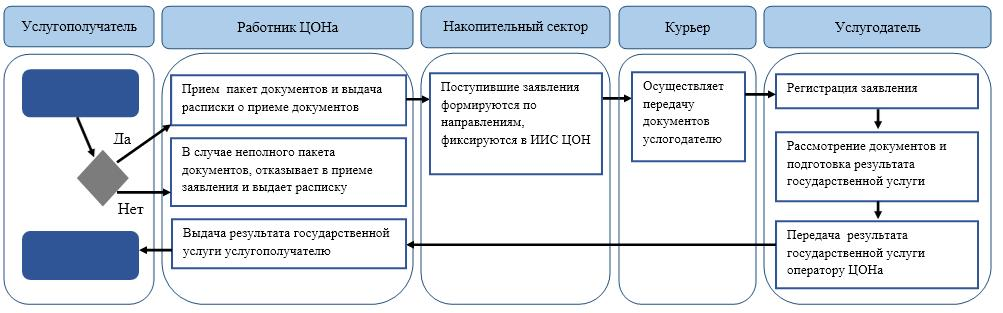 Услугополучатель
Работник ЦОНа
Накопительный сектор
Курьер
Услугодатель
Да
Нет
Прием пакет документов и выдача
расписки о приеме документов
В случае неполного пакета
документов, отказывает в приеме
заявления и выдает расписку
Выдача результата государственной
услуги услугополучателю
Поступившие заявления
формируются по
направлениям,
фиксируются в ИИС ЦОН
Осуществляет
передачу
документов
услогодателю
Регистрация заявления
Рассмотрение документов и
подготовка результата
государственной услуги
Передача результата
государственной услуги
оператору ЦОНа